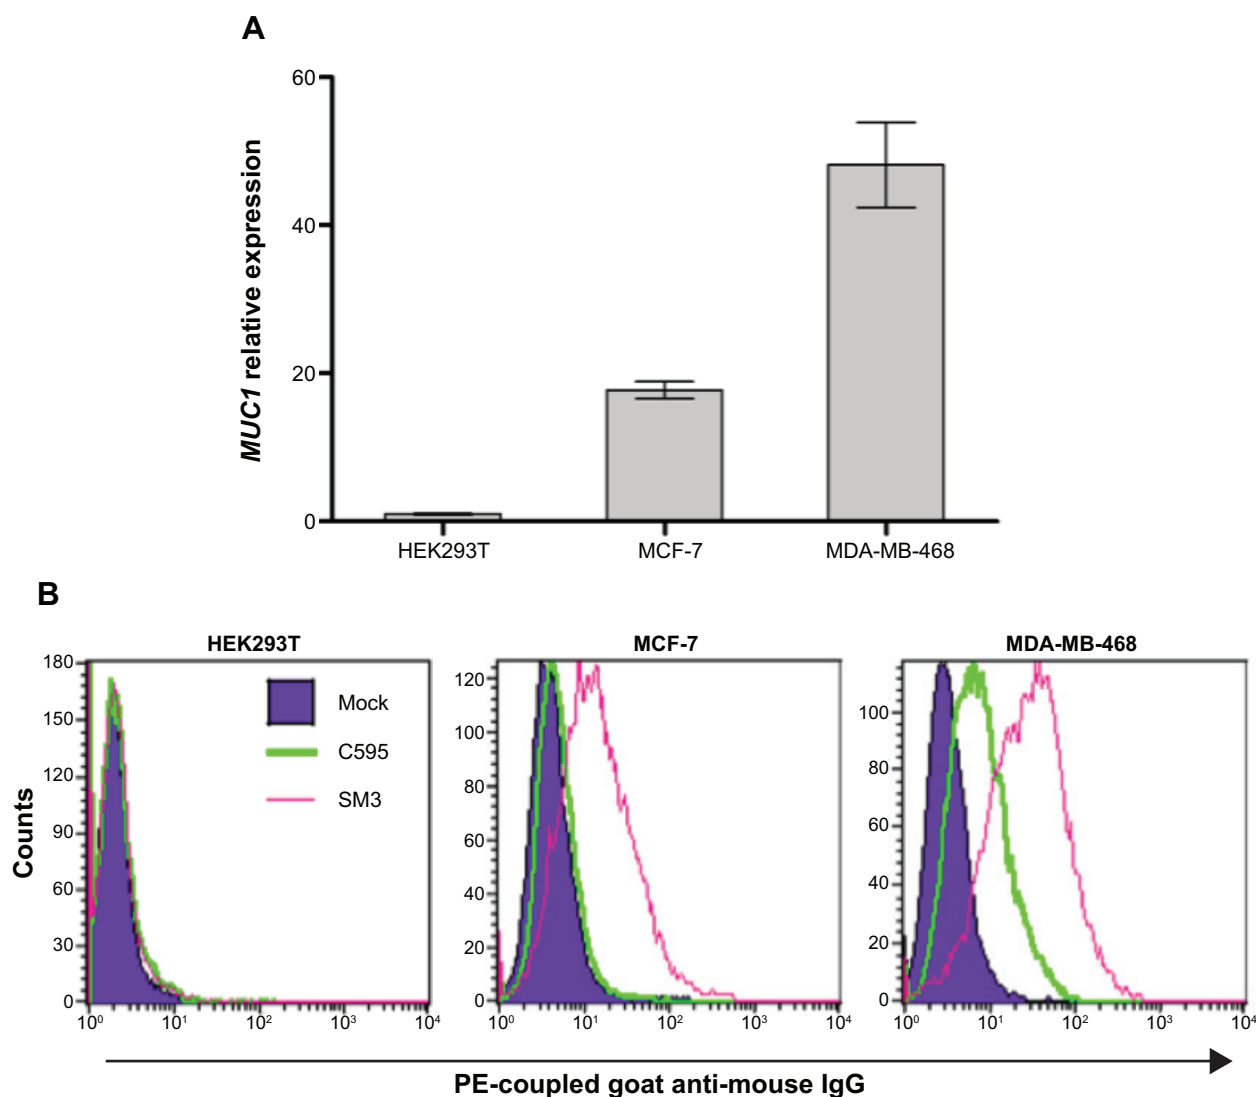 A
MUC1 relative expression
60
40
20
0
HEK293T MCF-7 MDA-MB-468
B
HEK293T MCF-7 MDA-MB-468
Counts
180
150
120
90
60
30
0
Mock
C595
SM3
10⁰ 10¹ 10² 10³ 10⁴
120
100
80
60
40
20
0
10⁰ 10¹ 10² 10³ 10⁴
100
80
60
40
20
0
10⁰ 10¹ 10² 10³ 10⁴
PE-coupled goat anti-mouse IgG